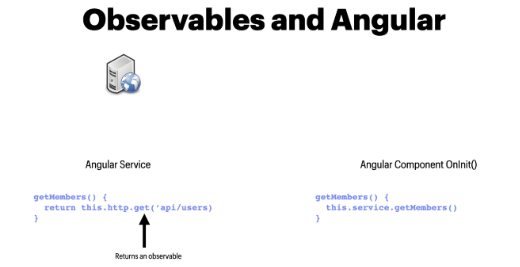 Observables and Angular
Angular Service
getMembers() {
return this.http.get('api/users)
}
Returns an observable
Angular Component OnInit()
getMembers() {
this.service.getMembers()
}